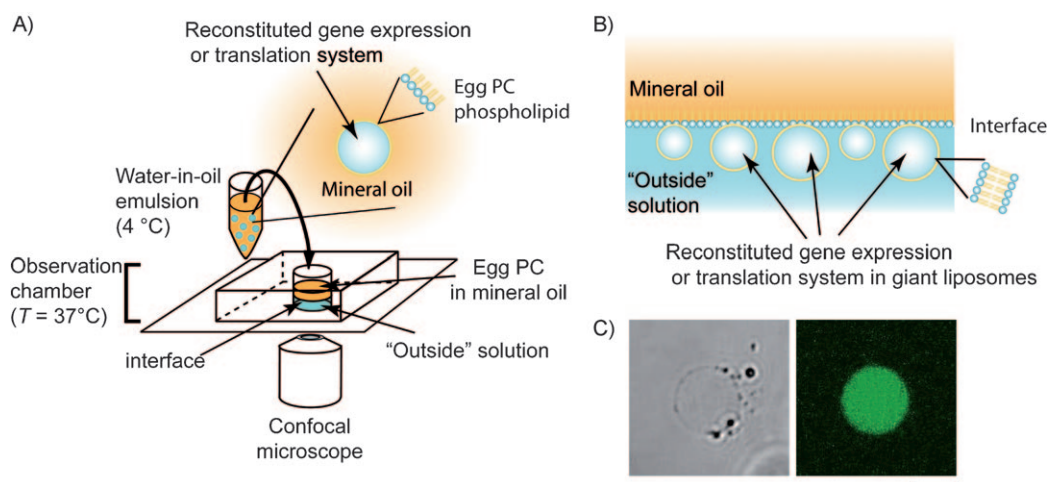 A)
Reconstituted gene expression
or translation system
Egg PC
phospholipid
Mineral oil
Water-in-oil
emulsion
(4 °C)
Observation
chamber
(T = 37°C)
Egg PC
in mineral oil
interface
"Outside" solution
Confocal
microscope
B)
Mineral oil
Interface
"Outside"
solution
Reconstituted gene expression
or translation system in giant liposomes
C)